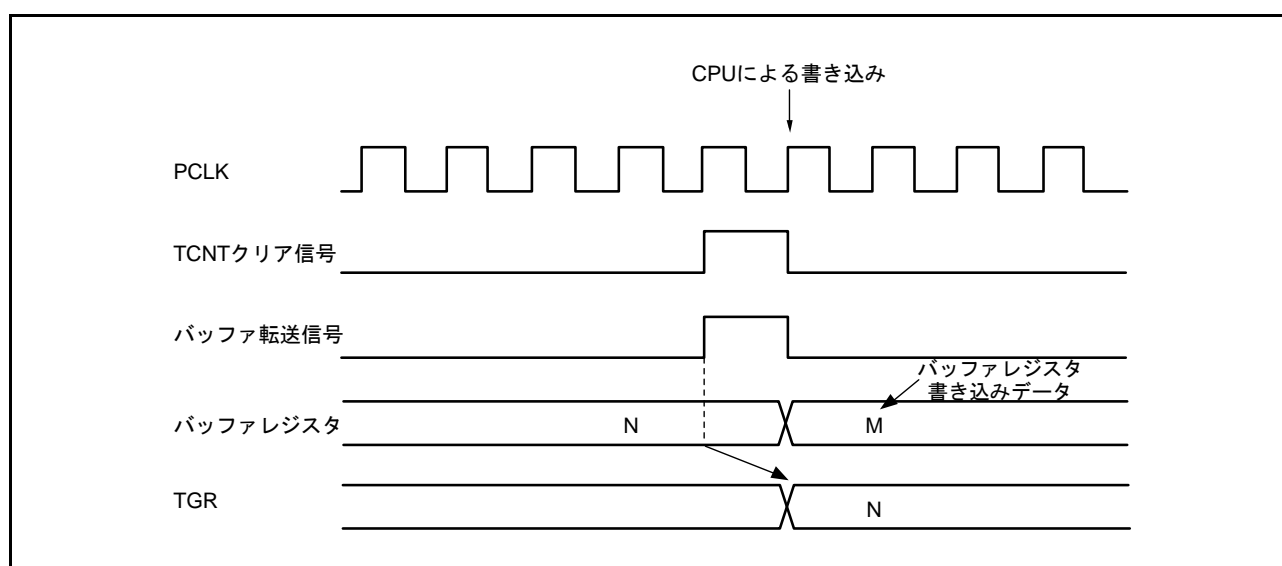 CPUによる書き込み
PCLK
TCNTクリア信号
バッファ転送信号
バッファレジスタ
書き込みデータ
バッファレジスタ
N
M
TGR
N